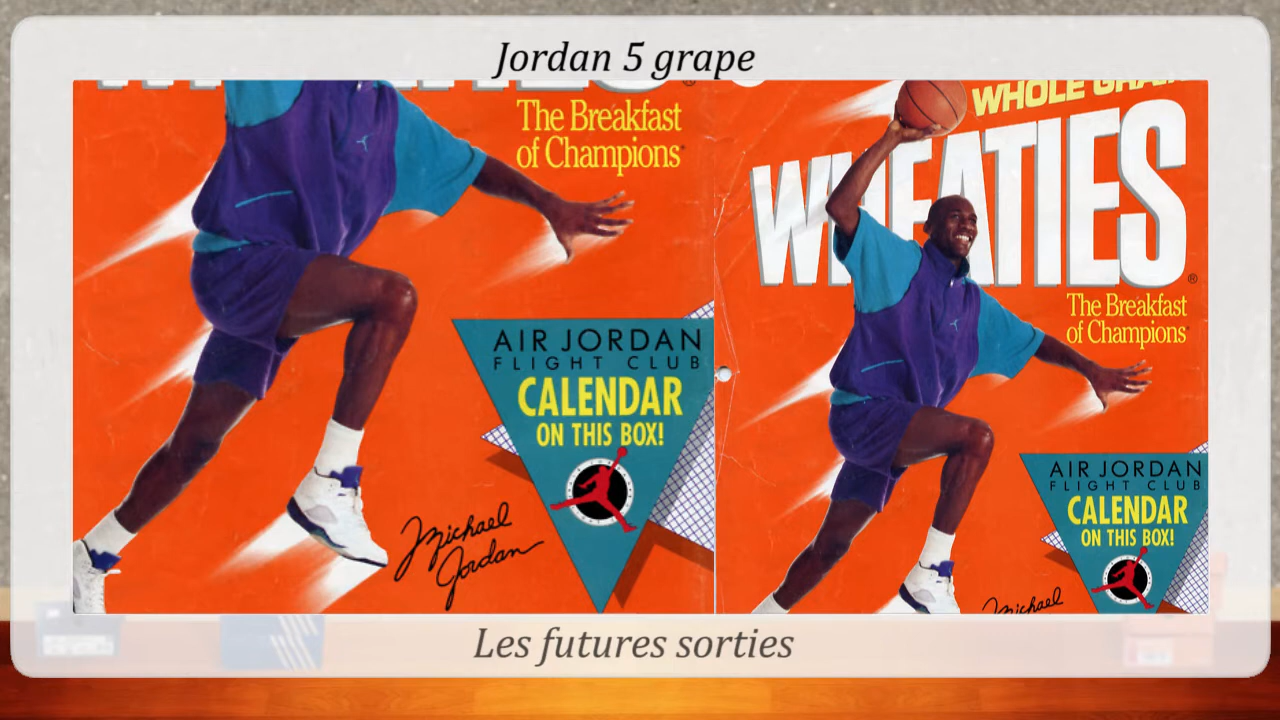 Jordan 5 grape
The Breakfast
of Champions
AIR JORDAN
FLIGHT CLUB
CALENDAR
ON THIS BOX!
Michael
Jordan
WHOLE
WHEATIES
®
The Breakfast
of Champions
AIR JORDAN
FLIGHT CLUB
CALENDAR
ON THIS BOX!
Michael
Les futures sorties